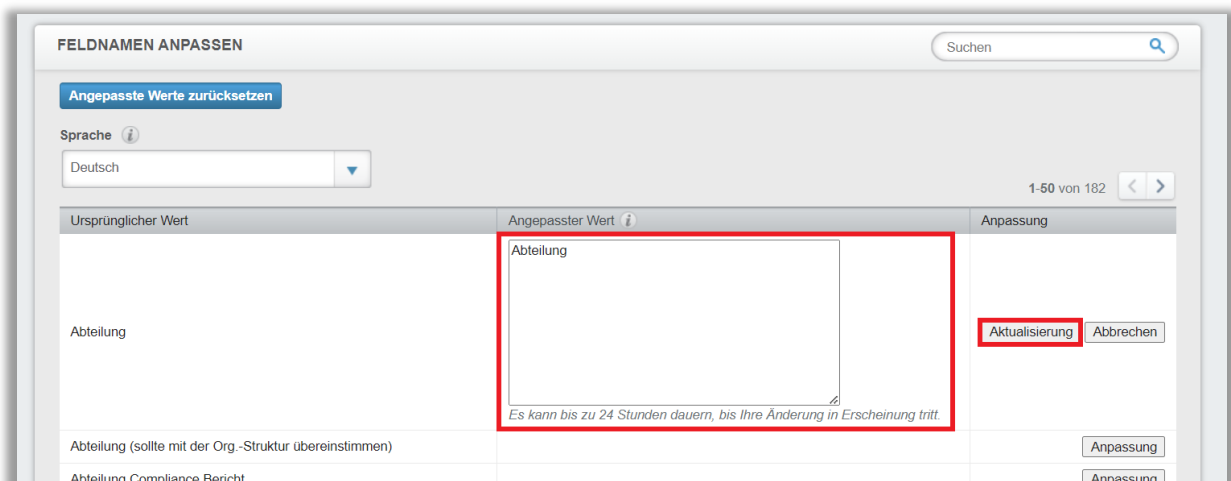 FELDNAMEN ANPASSEN
Suchen
Angepasste Werte zurücksetzen
Sprache
Deutsch
1-50 von 182
Ursprünglicher Wert Angepasster Wert Anpassung
Abteilung
Abteilung Aktualisierung Abbrechen
Es kann bis zu 24 Stunden dauern, bis Ihre Änderung in Erscheinung tritt.
Abteilung (sollte mit der Org.-Struktur übereinstimmen) Anpassung
Abteilung Compliance Bericht Anpassung